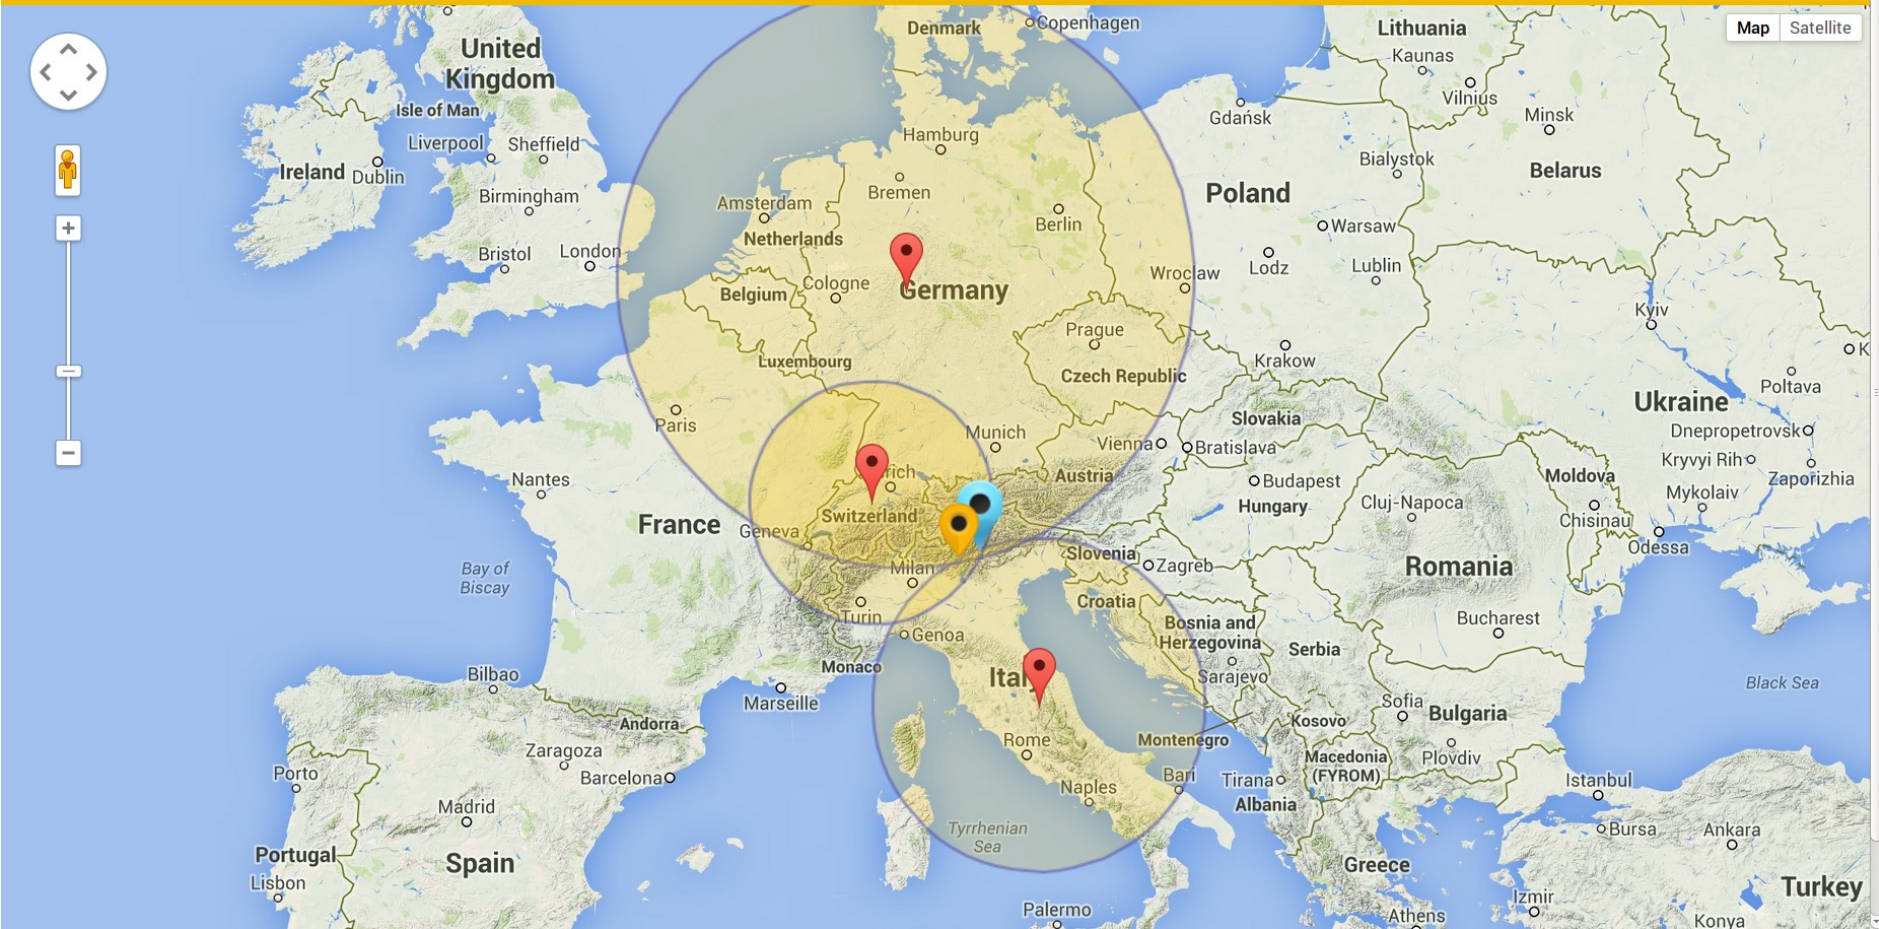 Denmark
Copenhagen
Lithuania
Map
Satellite
United
Kingdom
Kaunas
Vilnius
Isle of Man
Gdańsk
Minsk
Hamburg
Liverpool
Sheffield
Bialystok
Ireland
Dublin
Belarus
Birmingham
Bremen
Poland
Amsterdam
Berlin
Warsaw
Netherlands
Bristol
London
Wroclaw
Lodz
Lublin
Cologne
Belgium
Germany
Kyiv
Prague
K
Luxembourg
Krakow
Czech Republic
Poltava
Ukraine
Paris
Slovakia
Munich
Dnepropetrovsk
Vienna
Bratislava
Kryvyi Rih
Austria
Moldova
Zaporizhia
Nantes
Budapest
Mykolaiv
Cluj-Napoca
Hungary
Switzerland
Chisinau
France
Geneva
Odessa
Slovenia
Zagreb
Bay of
Biscay
Milan
Romania
Croatia
Turin
Bosnia and
Herzegovina
Bucharest
Genoa
Serbia
Monaco
Bilbao
Sarajevo
Black Sea
Marseille
Sofia
Bulgaria
Andorra
Kosovo
Rome
Montenegro
Zaragoza
Macedonia
(FYROM)
Plovdiv
Porto
Barcelona
Bari
Tirana
Istanbul
Naples
Albania
Madrid
Tyrrhenian
Sea
Bursa
Ankara
Portugal
Spain
Greece
Lisbon
Turkey
Izmir
Palermo
Athens
Konya